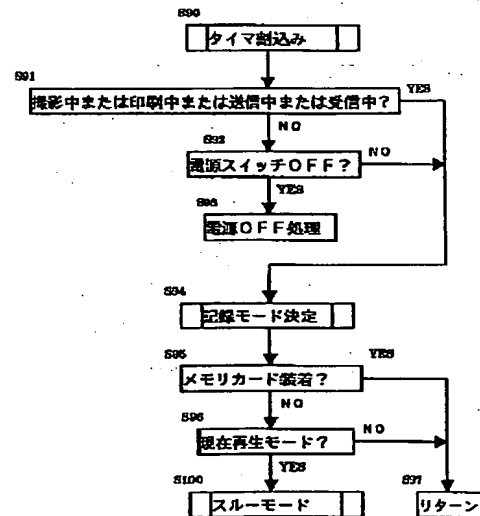 S90
タイマ割込み
S91
撮影中または印刷中または送信中または受信中?
YES
NO
S92
電源スイッチOFF?
NO
YES
S93
電源OFF処理
S94
記録モード決定
S95
メモリカード装着?
YES
NO
S96
現在再生モード?
NO
YES
S100
スルーモード
S97
リターン